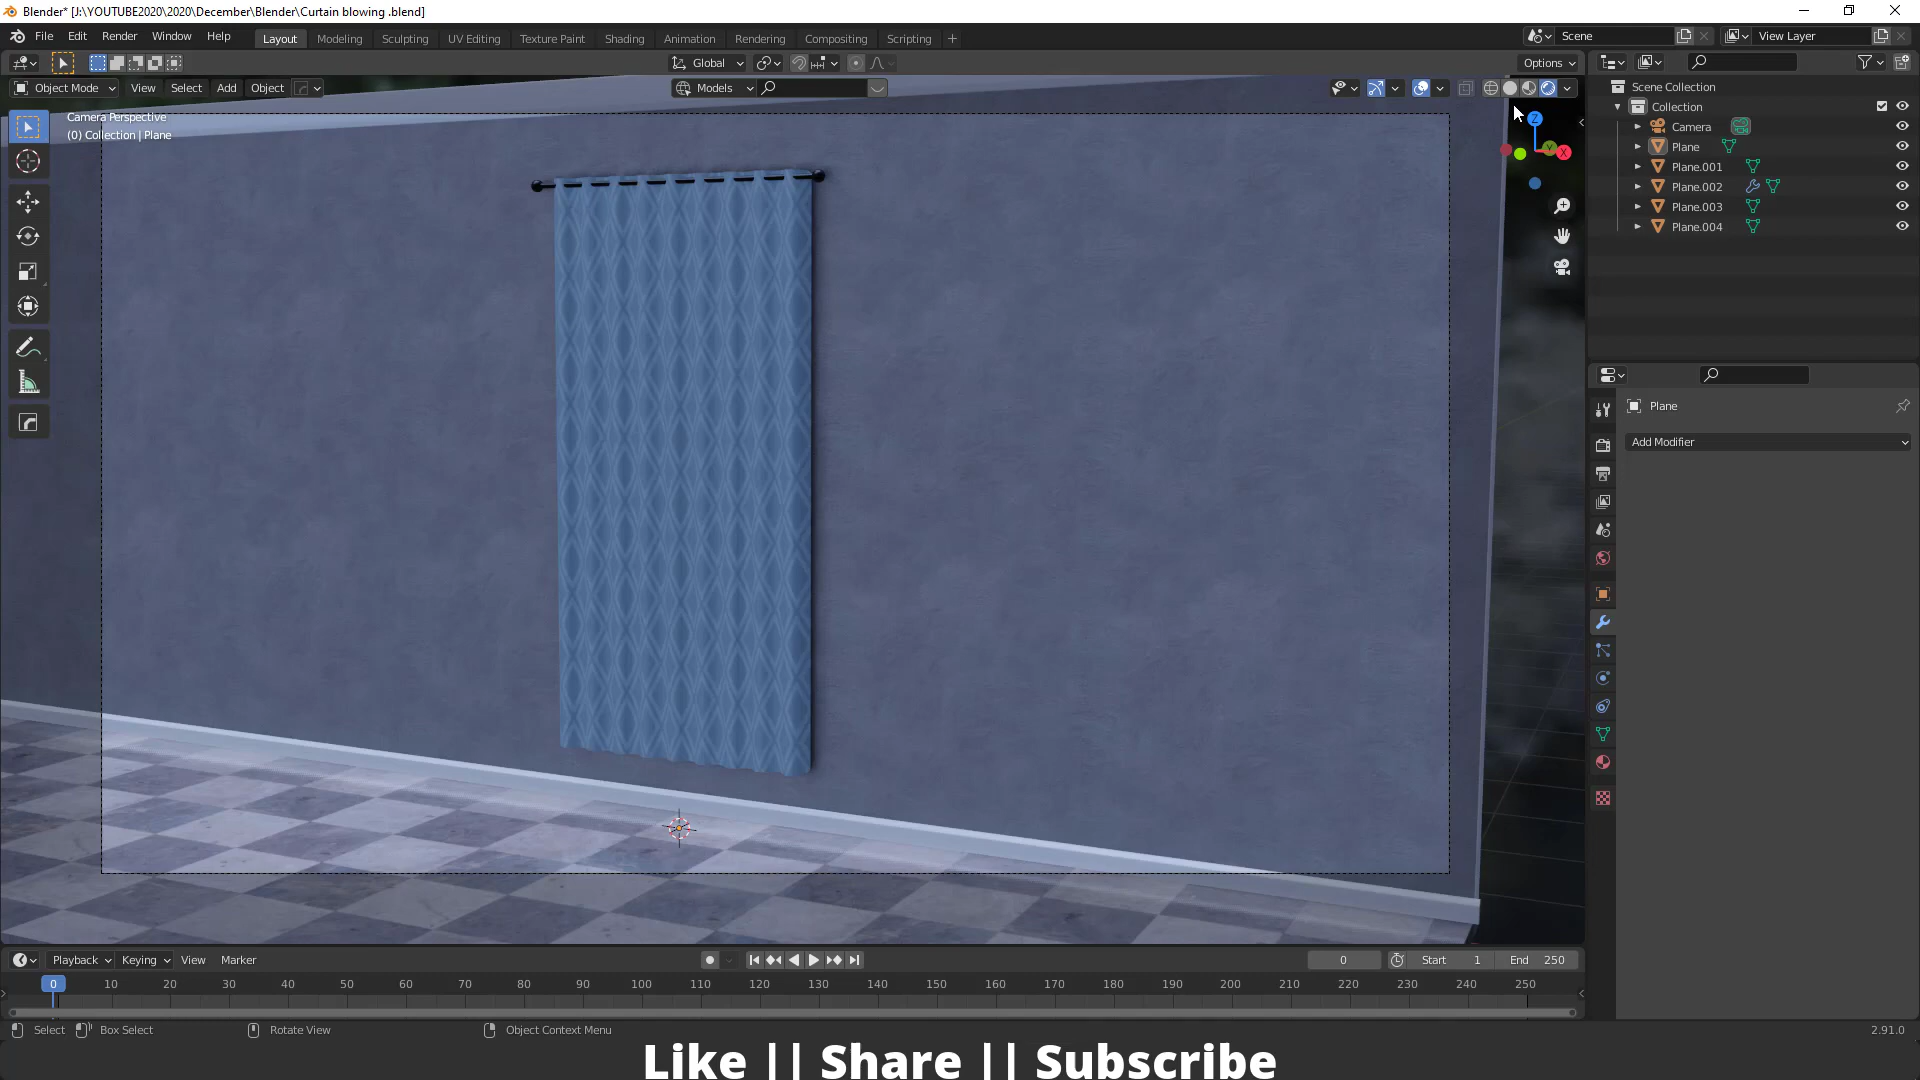 Blender* [J:\YOUTUBE2020\2020\December\Blender\Curtain blowing .blend]
File Edit Render Window Help
Layout Modeling Sculpting UV Editing Texture Paint Shading Animation Rendering Compositing Scripting +
Scene
View Layer
Global
Options
Object Mode View Select Add Object
Models
Camera Perspective
(0) Collection | Plane
Z
Y
X
Scene Collection
Collection
Camera
Plane
Plane.001
Plane.002
Plane.003
Plane.004
Plane
Add Modifier
Playback Keying View Marker
0
Start 1
End 250
0 10 20 30 40 50 60 70 80 90 100 110 120 130 140 150 160 170 180 190 200 210 220 230 240 250
Select Box Select Rotate View Object Context Menu
2.91.0
Like || Share || Subscribe